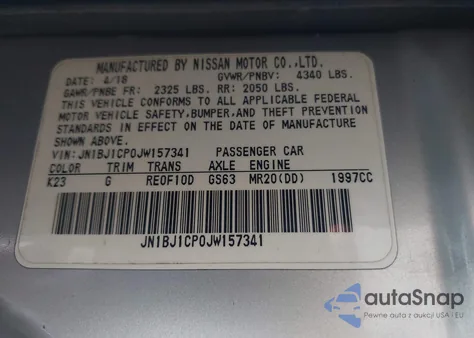 MANUFACTURED BY NISSAN MOTOR CO.,LTD.
DATE: 4/18 GVWR/PNBV: 4340 LBS.
GAWR/PNBE FR: 2325 LBS. RR: 2050 LBS.
THIS VEHICLE CONFORMS TO ALL APPLICABLE FEDERAL
MOTOR VEHICLE SAFETY,BUMPER,AND THEFT PREVENTION
STANDARDS IN EFFECT ON THE DATE OF MANUFACTURE
SHOWN ABOVE.
VIN: JN1BJ1CP0JW157341 PASSENGER CAR
COLOR TRIM TRANS AXLE ENGINE
K23 G RE0F10D GS63 MR20(DD) 1997CC
JN1BJ1CP0JW157341
autoSnap
Pewne auta z USA i EU